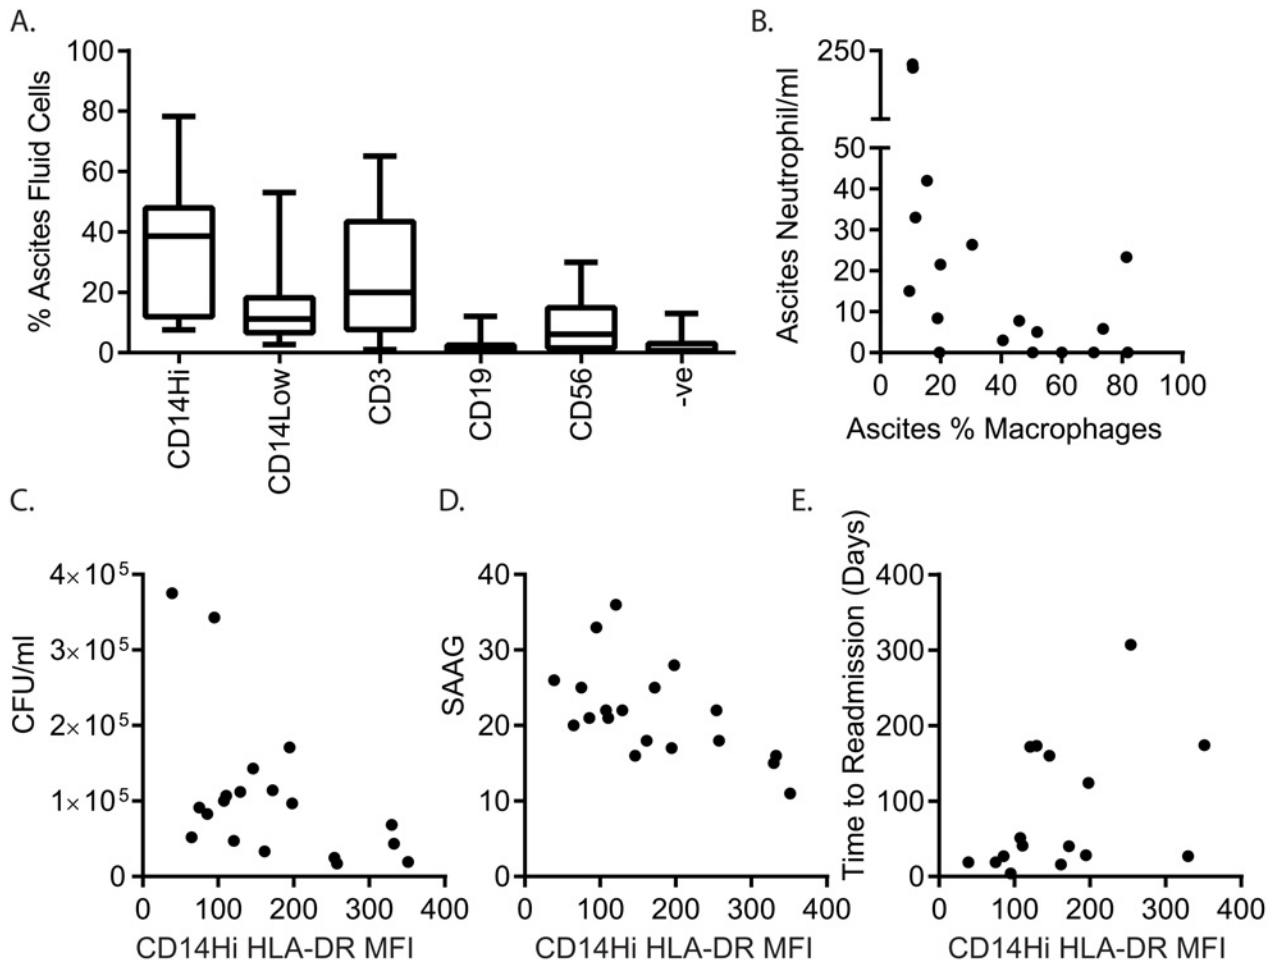 A.
% Ascites Fluid Cells
100
80
60
40
20
0
CD14Hi
CD14Low
CD3
CD19
CD56
-ve
B.
Ascites Neutrophil/ml
250
50
40
30
20
10
0
0 20 40 60 80 100
Ascites % Macrophages
C.
CFU/ml
4×10⁵
3×10⁵
2×10⁵
1×10⁵
0
0 100 200 300 400
CD14Hi HLA-DR MFI
D.
SAAG
40
30
20
10
0
0 100 200 300 400
CD14Hi HLA-DR MFI
E.
Time to Readmission (Days)
400
300
200
100
0
0 100 200 300 400
CD14Hi HLA-DR MFI